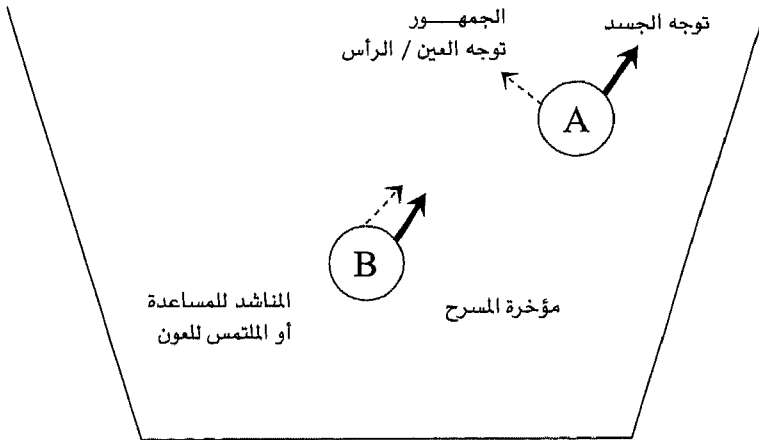 الجمهـــور
توجه العين / الرأس
توجه الجسد
A
B
المناشد للمساعدة
أو الملتمس للعون
مؤخرة المسرح